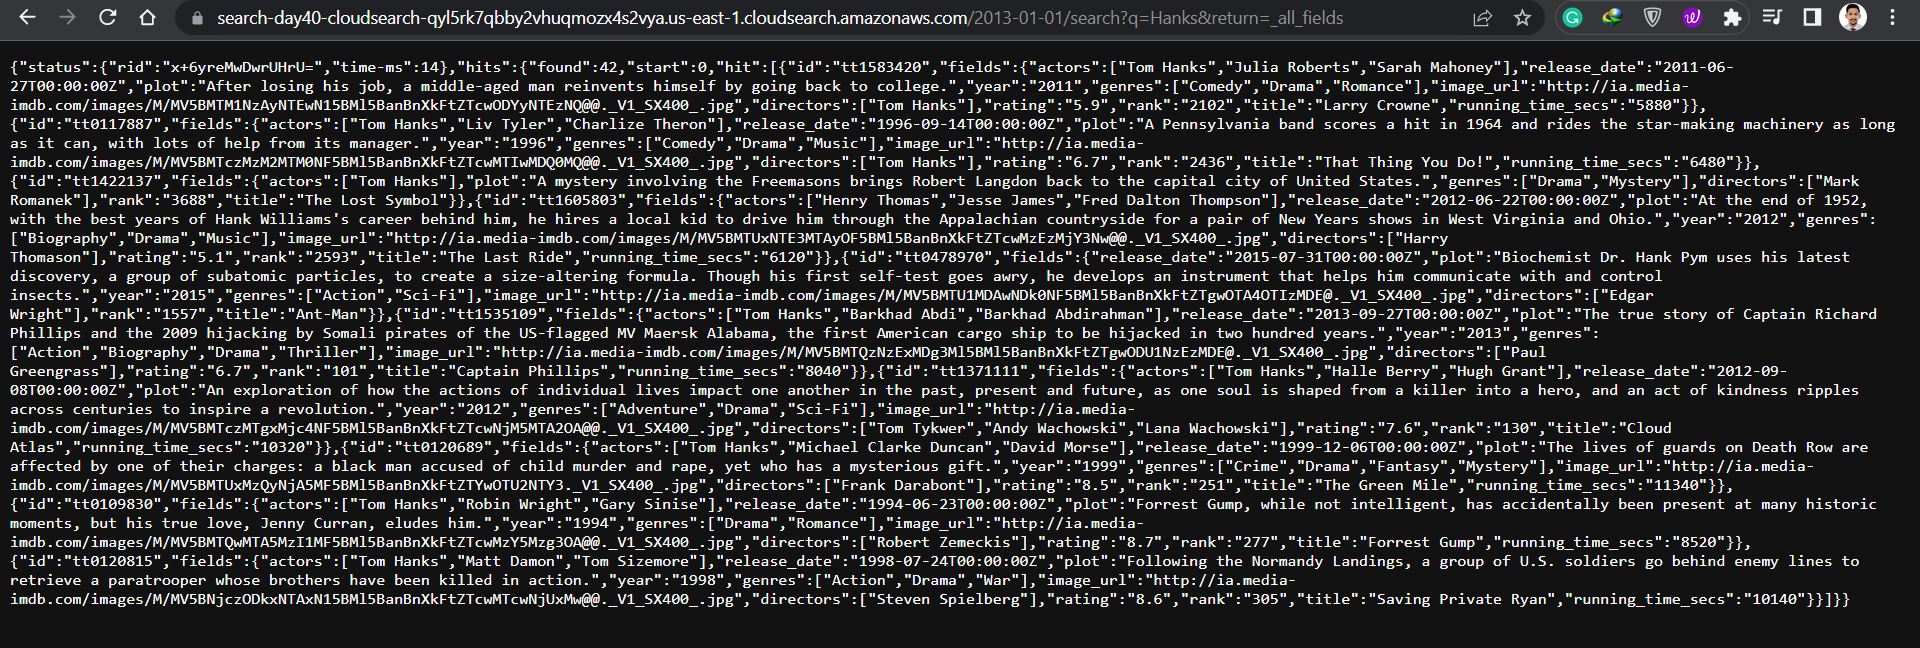 search-day40-cloudsearch-qyl5rk7qbby2vhuqmozx4s2vya.us-east-1.cloudsearch.amazonaws.com/2013-01-01/search?q=Hanks&return=_all_fields
{"status":{"rid":"x+6yreMwDwrUHrU=","time-ms":14},"hits":{"found":42,"start":0,"hit":[{"id":"tt1583420","fields":{"actors":["Tom Hanks","Julia Roberts","Sarah Mahoney"],"release_date":"2011-06-
27T00:00:00Z","plot":"After losing his job, a middle-aged man reinvents himself by going back to college.","year":"2011","genres":["Comedy","Drama","Romance"],"image_url":"http://ia.media-
imdb.com/images/M/MV5BMTM1NzAyNTEwN15BMl5BanBnXkFtZTcwODYyNTEzNQ@@._V1_SX400_.jpg","directors":["Tom Hanks"],"rating":"5.9","rank":"2102","title":"Larry Crowne","running_time_secs":"5880"}},
{"id":"tt0117887","fields":{"actors":["Tom Hanks","Liv Tyler","Charlize Theron"],"release_date":"1996-09-14T00:00:00Z","plot":"A Pennsylvania band scores a hit in 1964 and rides the star-making machinery as long
as it can, with lots of help from its manager.","year":"1996","genres":["Comedy","Drama","Music"],"image_url":"http://ia.media-
imdb.com/images/M/MV5BMTczMzM2MTM0NF5BMl5BanBnXkFtZTcwMTIwMDQ0MQ@@._V1_SX400_.jpg","directors":["Tom Hanks"],"rating":"6.7","rank":"2436","title":"That Thing You Do!","running_time_secs":"6480"}},
{"id":"tt1422137","fields":{"actors":["Tom Hanks"],"plot":"A mystery involving the Freemasons brings Robert Langdon back to the capital city of United States.","genres":["Drama","Mystery"],"directors":["Mark
Romanek"],"rank":"3688","title":"The Lost Symbol"}},{"id":"tt1605803","fields":{"actors":["Henry Thomas","Jesse James","Fred Dalton Thompson"],"release_date":"2012-06-22T00:00:00Z","plot":"At the end of 1952,
with the best years of Hank Williams's career behind him, he hires a local kid to drive him through the Appalachian countryside for a pair of New Years shows in West Virginia and Ohio.","year":"2012","genres":
["Biography","Drama","Music"],"image_url":"http://ia.media-imdb.com/images/M/MV5BMTUxNTE3MTAyOF5BMl5BanBnXkFtZTcwMzEzMjY3Nw@@._V1_SX400_.jpg","directors":["Harry
Thomason"],"rating":"5.1","rank":"2593","title":"The Last Ride","running_time_secs":"6120"}},{"id":"tt0478970","fields":{"release_date":"2015-07-31T00:00:00Z","plot":"Biochemist Dr. Hank Pym uses his latest
discovery, a group of subatomic particles, to create a size-altering formula. Though his first self-test goes awry, he develops an instrument that helps him communicate with and control
insects.","year":"2015","genres":["Action","Sci-Fi"],"image_url":"http://ia.media-imdb.com/images/M/MV5BMTU1MDAwNDk0NF5BMl5BanBnXkFtZTgwOTA4OTIzMDE@._V1_SX400_.jpg","directors":["Edgar
Wright"],"rank":"1557","title":"Ant-Man"}},{"id":"tt1535109","fields":{"actors":["Tom Hanks","Barkhad Abdi","Barkhad Abdirahman"],"release_date":"2013-09-27T00:00:00Z","plot":"The true story of Captain Richard
Phillips and the 2009 hijacking by Somali pirates of the US-flagged MV Maersk Alabama, the first American cargo ship to be hijacked in two hundred years.","year":"2013","genres":
["Action","Biography","Drama","Thriller"],"image_url":"http://ia.media-imdb.com/images/M/MV5BMTQzNzExMDg3Ml5BMl5BanBnXkFtZTgwODU1NzEzMDE@._V1_SX400_.jpg","directors":["Paul
Greengrass"],"rating":"6.7","rank":"101","title":"Captain Phillips","running_time_secs":"8040"}},{"id":"tt1371111","fields":{"actors":["Tom Hanks","Halle Berry","Hugh Grant"],"release_date":"2012-09-
08T00:00:00Z","plot":"An exploration of how the actions of individual lives impact one another in the past, present and future, as one soul is shaped from a killer into a hero, and an act of kindness ripples
across centuries to inspire a revolution.","year":"2012","genres":["Adventure","Drama","Sci-Fi"],"image_url":"http://ia.media-
imdb.com/images/M/MV5BMTczMTgxMjc4NF5BMl5BanBnXkFtZTcwNjM5MTA2OA@@._V1_SX400_.jpg","directors":["Tom Tykwer","Andy Wachowski","Lana Wachowski"],"rating":"7.6","rank":"130","title":"Cloud
Atlas","running_time_secs":"10320"}},{"id":"tt0120689","fields":{"actors":["Tom Hanks","Michael Clarke Duncan","David Morse"],"release_date":"1999-12-06T00:00:00Z","plot":"The lives of guards on Death Row are
affected by one of their charges: a black man accused of child murder and rape, yet who has a mysterious gift.","year":"1999","genres":["Crime","Drama","Fantasy","Mystery"],"image_url":"http://ia.media-
imdb.com/images/M/MV5BMTUxMzQyNjA5MF5BMl5BanBnXkFtZTYwOTU2NTY3._V1_SX400_.jpg","directors":["Frank Darabont"],"rating":"8.5","rank":"251","title":"The Green Mile","running_time_secs":"11340"}},
{"id":"tt0109830","fields":{"actors":["Tom Hanks","Robin Wright","Gary Sinise"],"release_date":"1994-06-23T00:00:00Z","plot":"Forrest Gump, while not intelligent, has accidentally been present at many historic
moments, but his true love, Jenny Curran, eludes him.","year":"1994","genres":["Drama","Romance"],"image_url":"http://ia.media-
imdb.com/images/M/MV5BMTQwMTA5MzI1MF5BMl5BanBnXkFtZTcwMzY5Mzg3OA@@._V1_SX400_.jpg","directors":["Robert Zemeckis"],"rating":"8.7","rank":"277","title":"Forrest Gump","running_time_secs":"8520"}},
{"id":"tt0120815","fields":{"actors":["Tom Hanks","Matt Damon","Tom Sizemore"],"release_date":"1998-07-24T00:00:00Z","plot":"Following the Normandy Landings, a group of U.S. soldiers go behind enemy lines to
retrieve a paratrooper whose brothers have been killed in action.","year":"1998","genres":["Action","Drama","War"],"image_url":"http://ia.media-
imdb.com/images/M/MV5BNjczODkxNTAxN15BMl5BanBnXkFtZTcwMTcwNjUxMw@@._V1_SX400_.jpg","directors":["Steven Spielberg"],"rating":"8.6","rank":"305","title":"Saving Private Ryan","running_time_secs":"10140"}}]}}